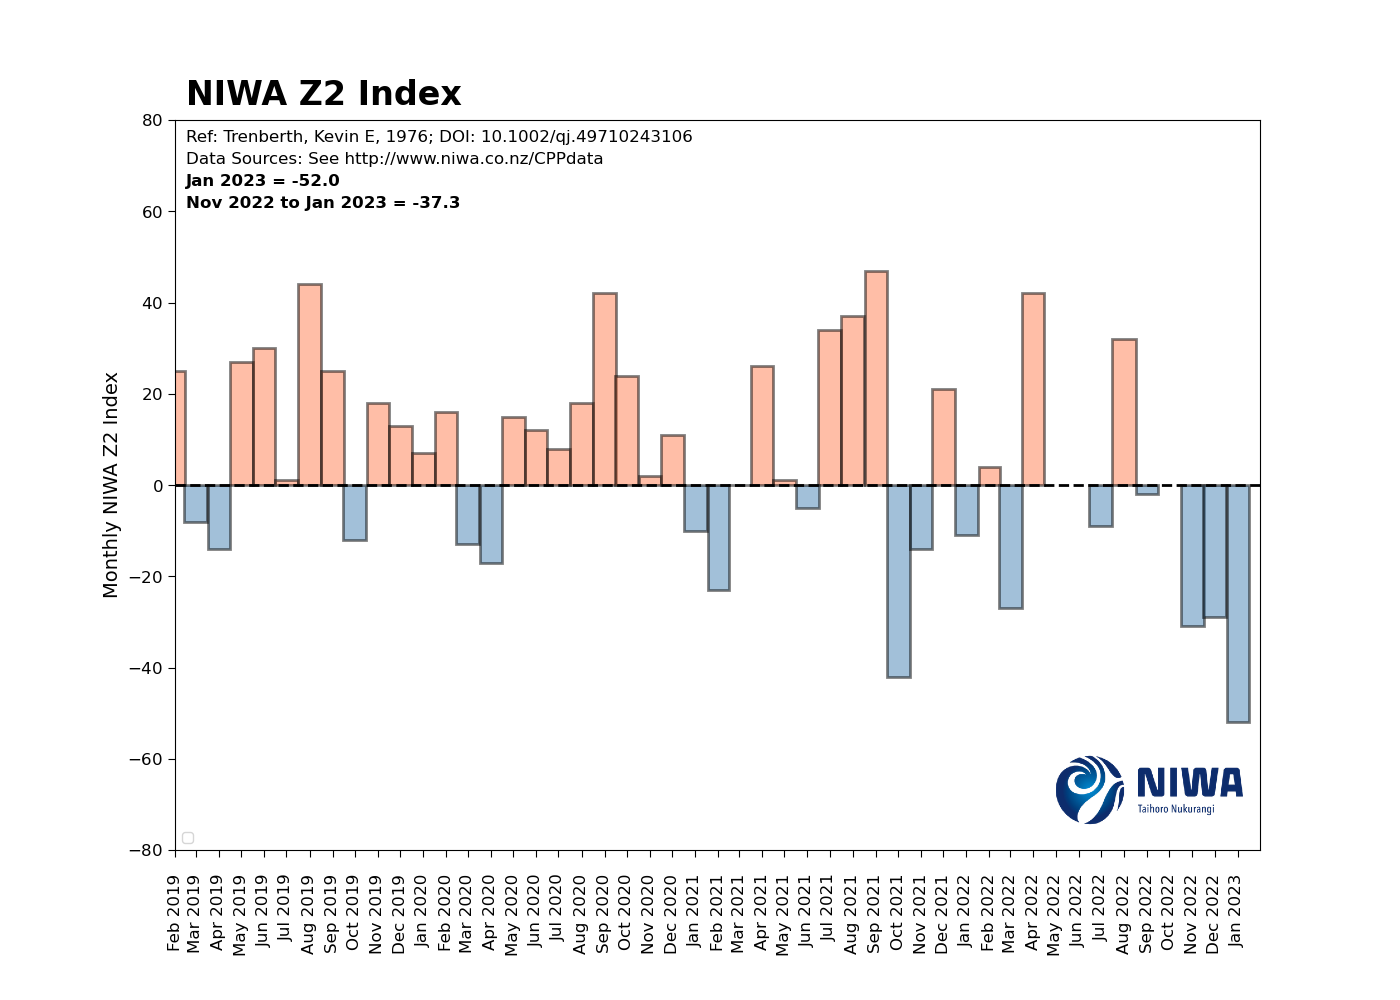 NIWA Z2 Index
Ref: Trenberth, Kevin E, 1976; DOI: 10.1002/qj.49710243106
Data Sources: See http://www.niwa.co.nz/CPPdata
Jan 2023 = -52.0
Nov 2022 to Jan 2023 = -37.3
Monthly NIWA Z2 Index
80
60
40
20
0
−20
−40
−60
−80
NIWA
Taihoro Nukurangi
Feb 2019
Mar 2019
Apr 2019
May 2019
Jun 2019
Jul 2019
Aug 2019
Sep 2019
Oct 2019
Nov 2019
Dec 2019
Jan 2020
Feb 2020
Mar 2020
Apr 2020
May 2020
Jun 2020
Jul 2020
Aug 2020
Sep 2020
Oct 2020
Nov 2020
Dec 2020
Jan 2021
Feb 2021
Mar 2021
Apr 2021
May 2021
Jun 2021
Jul 2021
Aug 2021
Sep 2021
Oct 2021
Nov 2021
Dec 2021
Jan 2022
Feb 2022
Mar 2022
Apr 2022
May 2022
Jun 2022
Jul 2022
Aug 2022
Sep 2022
Oct 2022
Nov 2022
Dec 2022
Jan 2023